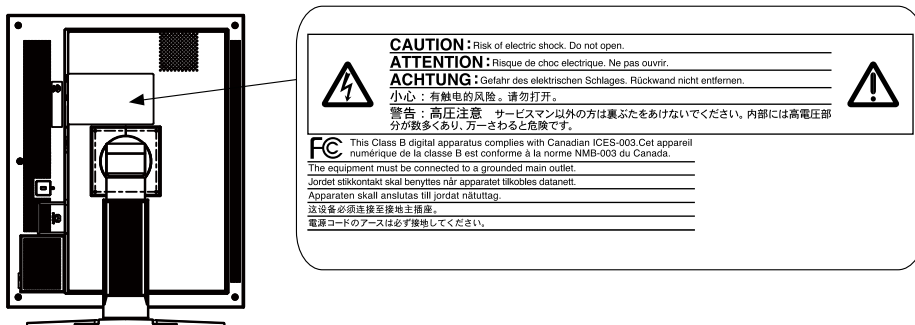 CAUTION : Risk of electric shock. Do not open.
ATTENTION : Risque de choc electrique. Ne pas ouvrir.
ACHTUNG : Gefahr des elektrischen Schlages. Rückwand nicht entfernen.
小心 : 有触电的风险。请勿打开。
警告 : 高圧注意 サービスマン以外の方は裏ぶたをあけないでください。内部には高電圧部
分が数多くあり、万一さわると危険です。
FC This Class B digital apparatus complies with Canadian ICES-003.Cet appareil
numérique de la classe B est conforme à la norme NMB-003 du Canada.
The equipment must be connected to a grounded main outlet.
Jordet stikkontakt skal benyttes når apparatet tilkobles datanett.
Apparaten skall anslutas till jordat nätuttag.
这设备必须连接至接地主插座。
電源コードのアースは必ず接地してください。